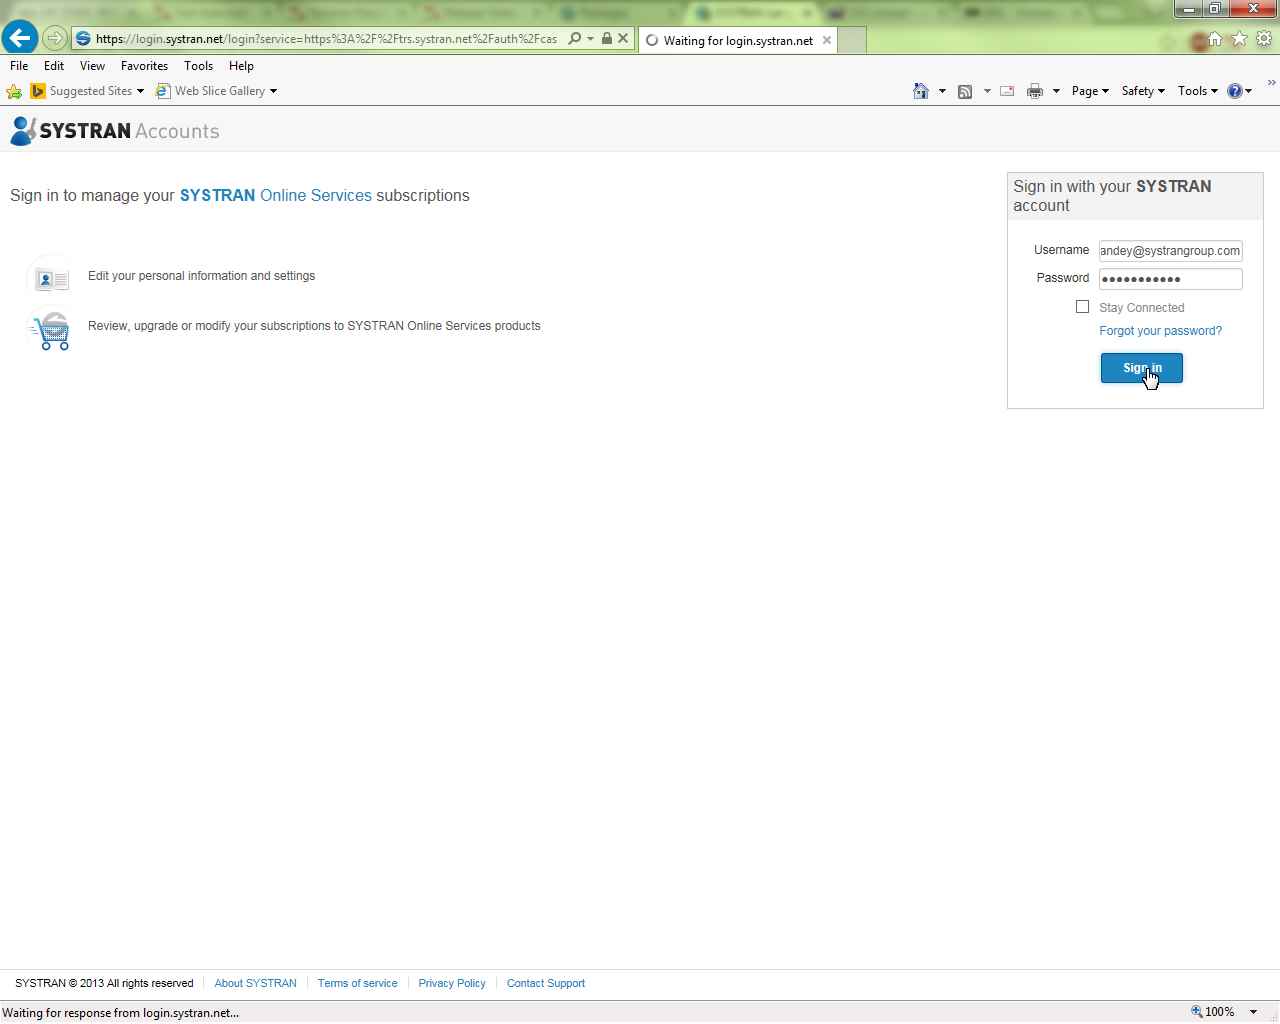 https://login.systran.net/login?service=https%3A%2F%2Ftrs.systran.net%2Fauth%2Fcas
Waiting for login.systran.net
File Edit View Favorites Tools Help
Suggested Sites Web Slice Gallery Page Safety Tools
SYSTRAN Accounts
Sign in to manage your SYSTRAN Online Services subscriptions
Edit your personal information and settings
Review, upgrade or modify your subscriptions to SYSTRAN Online Services products
Sign in with your SYSTRAN
account
Username andey@systrangroup.com
Password
Stay Connected
Forgot your password?
Sign in
SYSTRAN © 2013 All rights reserved About SYSTRAN Terms of service Privacy Policy Contact Support
Waiting for response from login.systran.net... 100%